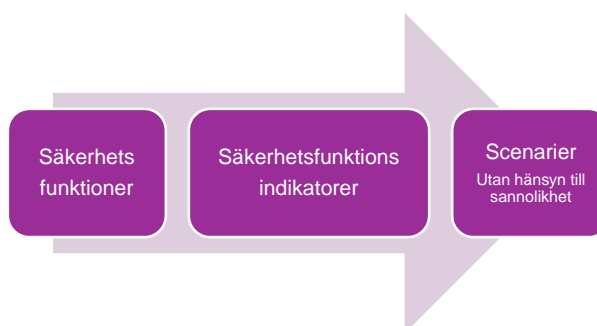 Säkerhets
funktioner
Säkerhetsfunktions
indikatorer
Scenarier
Utan hänsyn till
sannolikhet